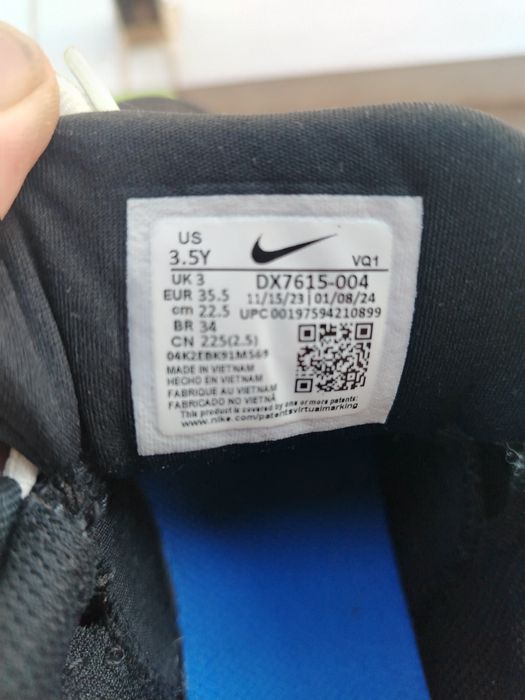 US
3.5Y
VQ1
UK 3
DX7615-004
EUR 35.5
11/15/23 | 01/08/24
cm 22.5
UPC 00197594210899
BR 34
CN 225(2.5)
MADE IN VIETNAM
HECHO EN VIETNAM
FABRIQUE AU VIETNAM
FABRICADO NO VIETNÃ
This product is covered by one or more patents:
www.nike.com/patentsvirtualmarking